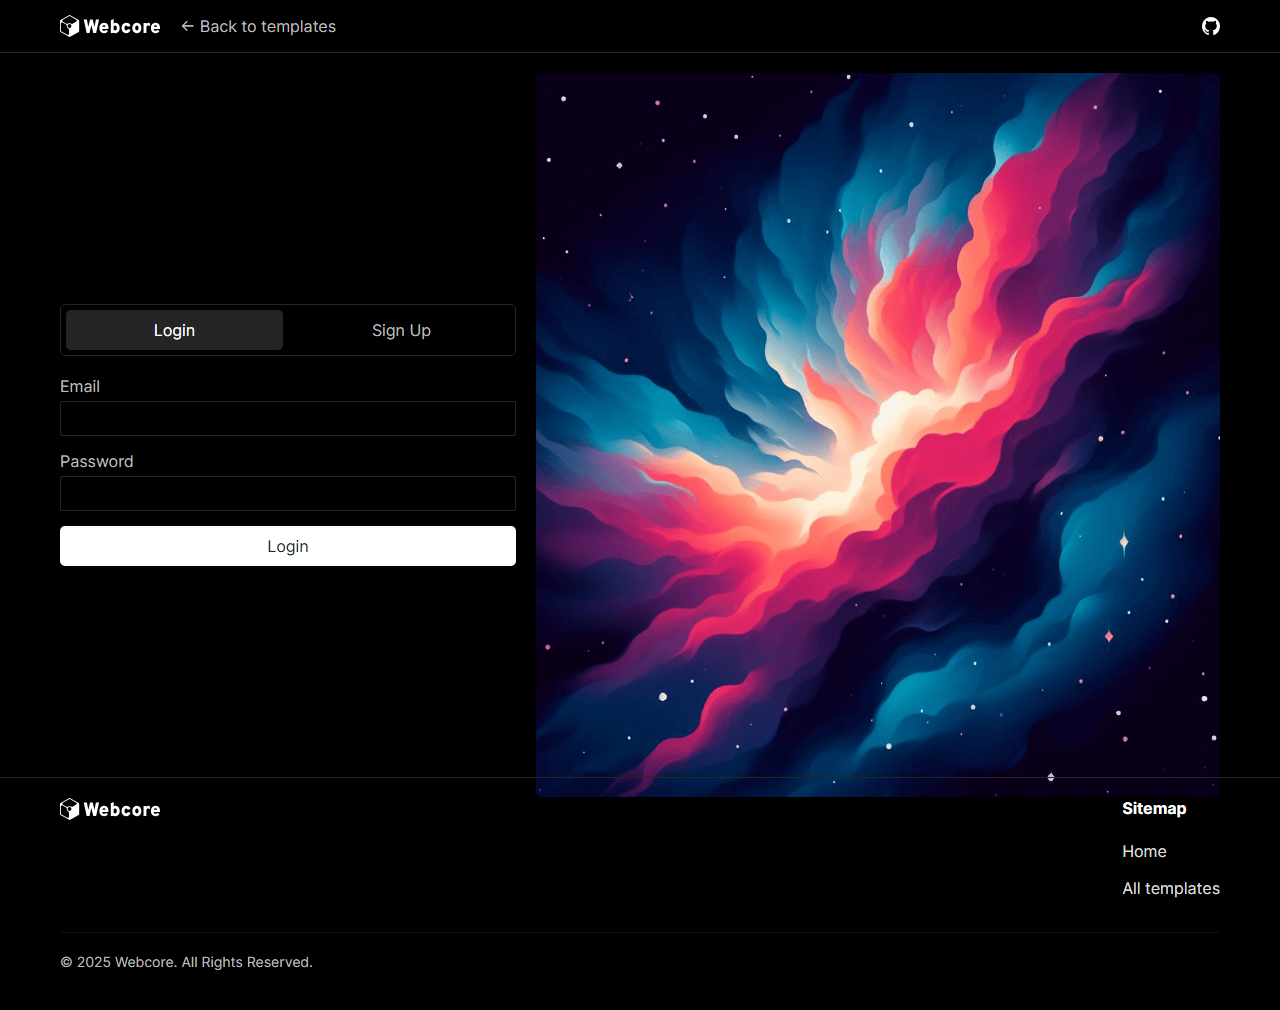 Webcore
← Back to templates
Login
Sign Up
Email
Password
Login
Webcore
Sitemap
Home
All templates
© 2025 Webcore. All Rights Reserved.